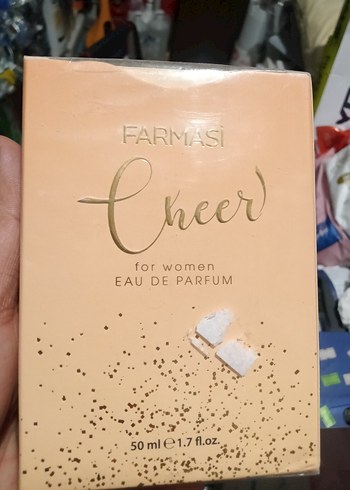 FARMASİ
Cheer
for women
EAU DE PARFUM
50 ml ℮ 1.7 fl.oz.